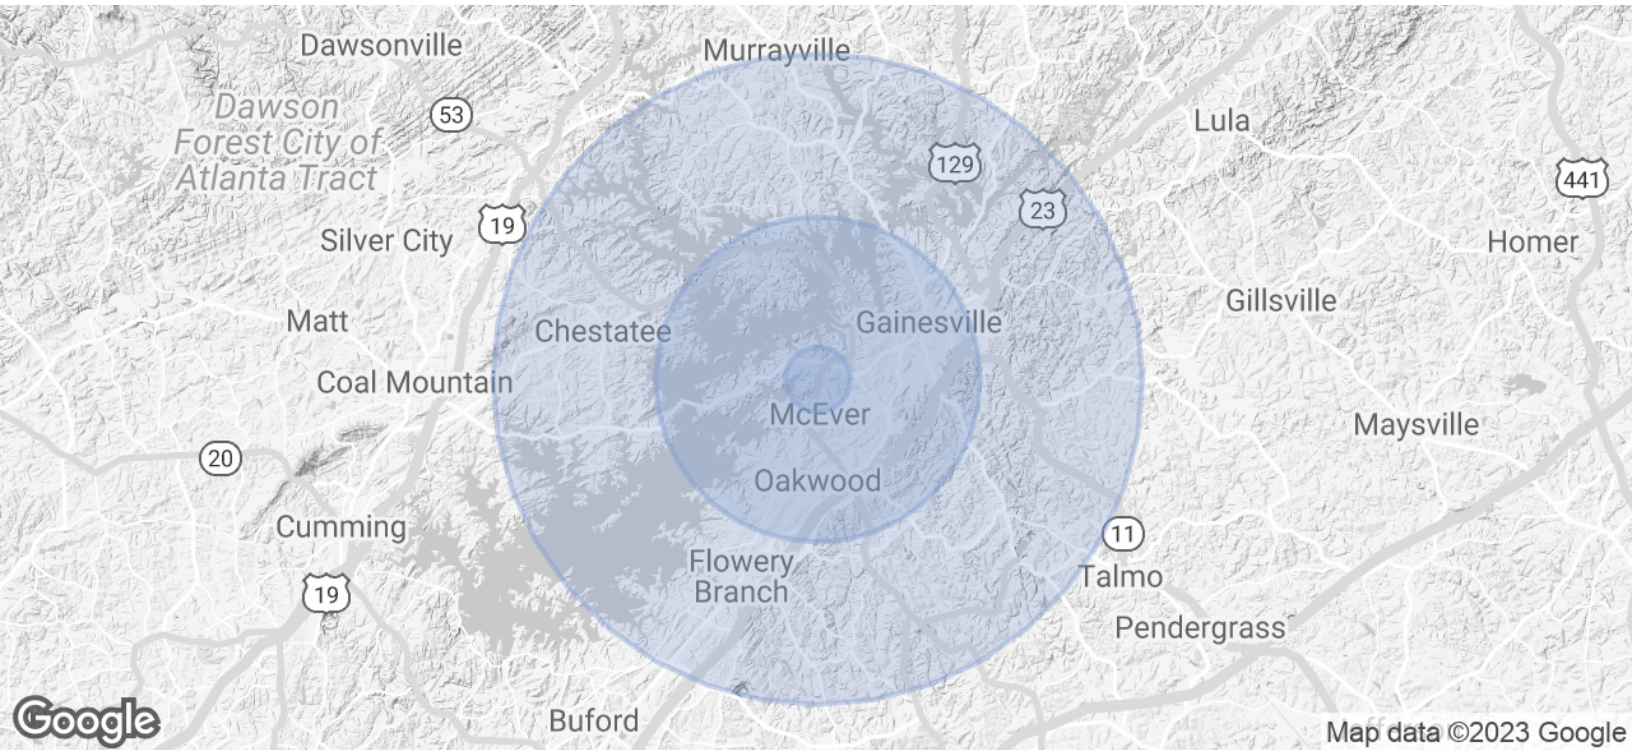 Dawsonville
Murrayville
Dawson
Forest City of
Atlanta Tract
53
Lula
129
441
23
19
Silver City
Homer
Gillsville
Matt
Chestatee
Gainesville
Coal Mountain
McEver
Maysville
20
Oakwood
Cumming
11
Flowery
Branch
Talmo
19
Pendergrass
Buford
Google
Map data ©2023 Google